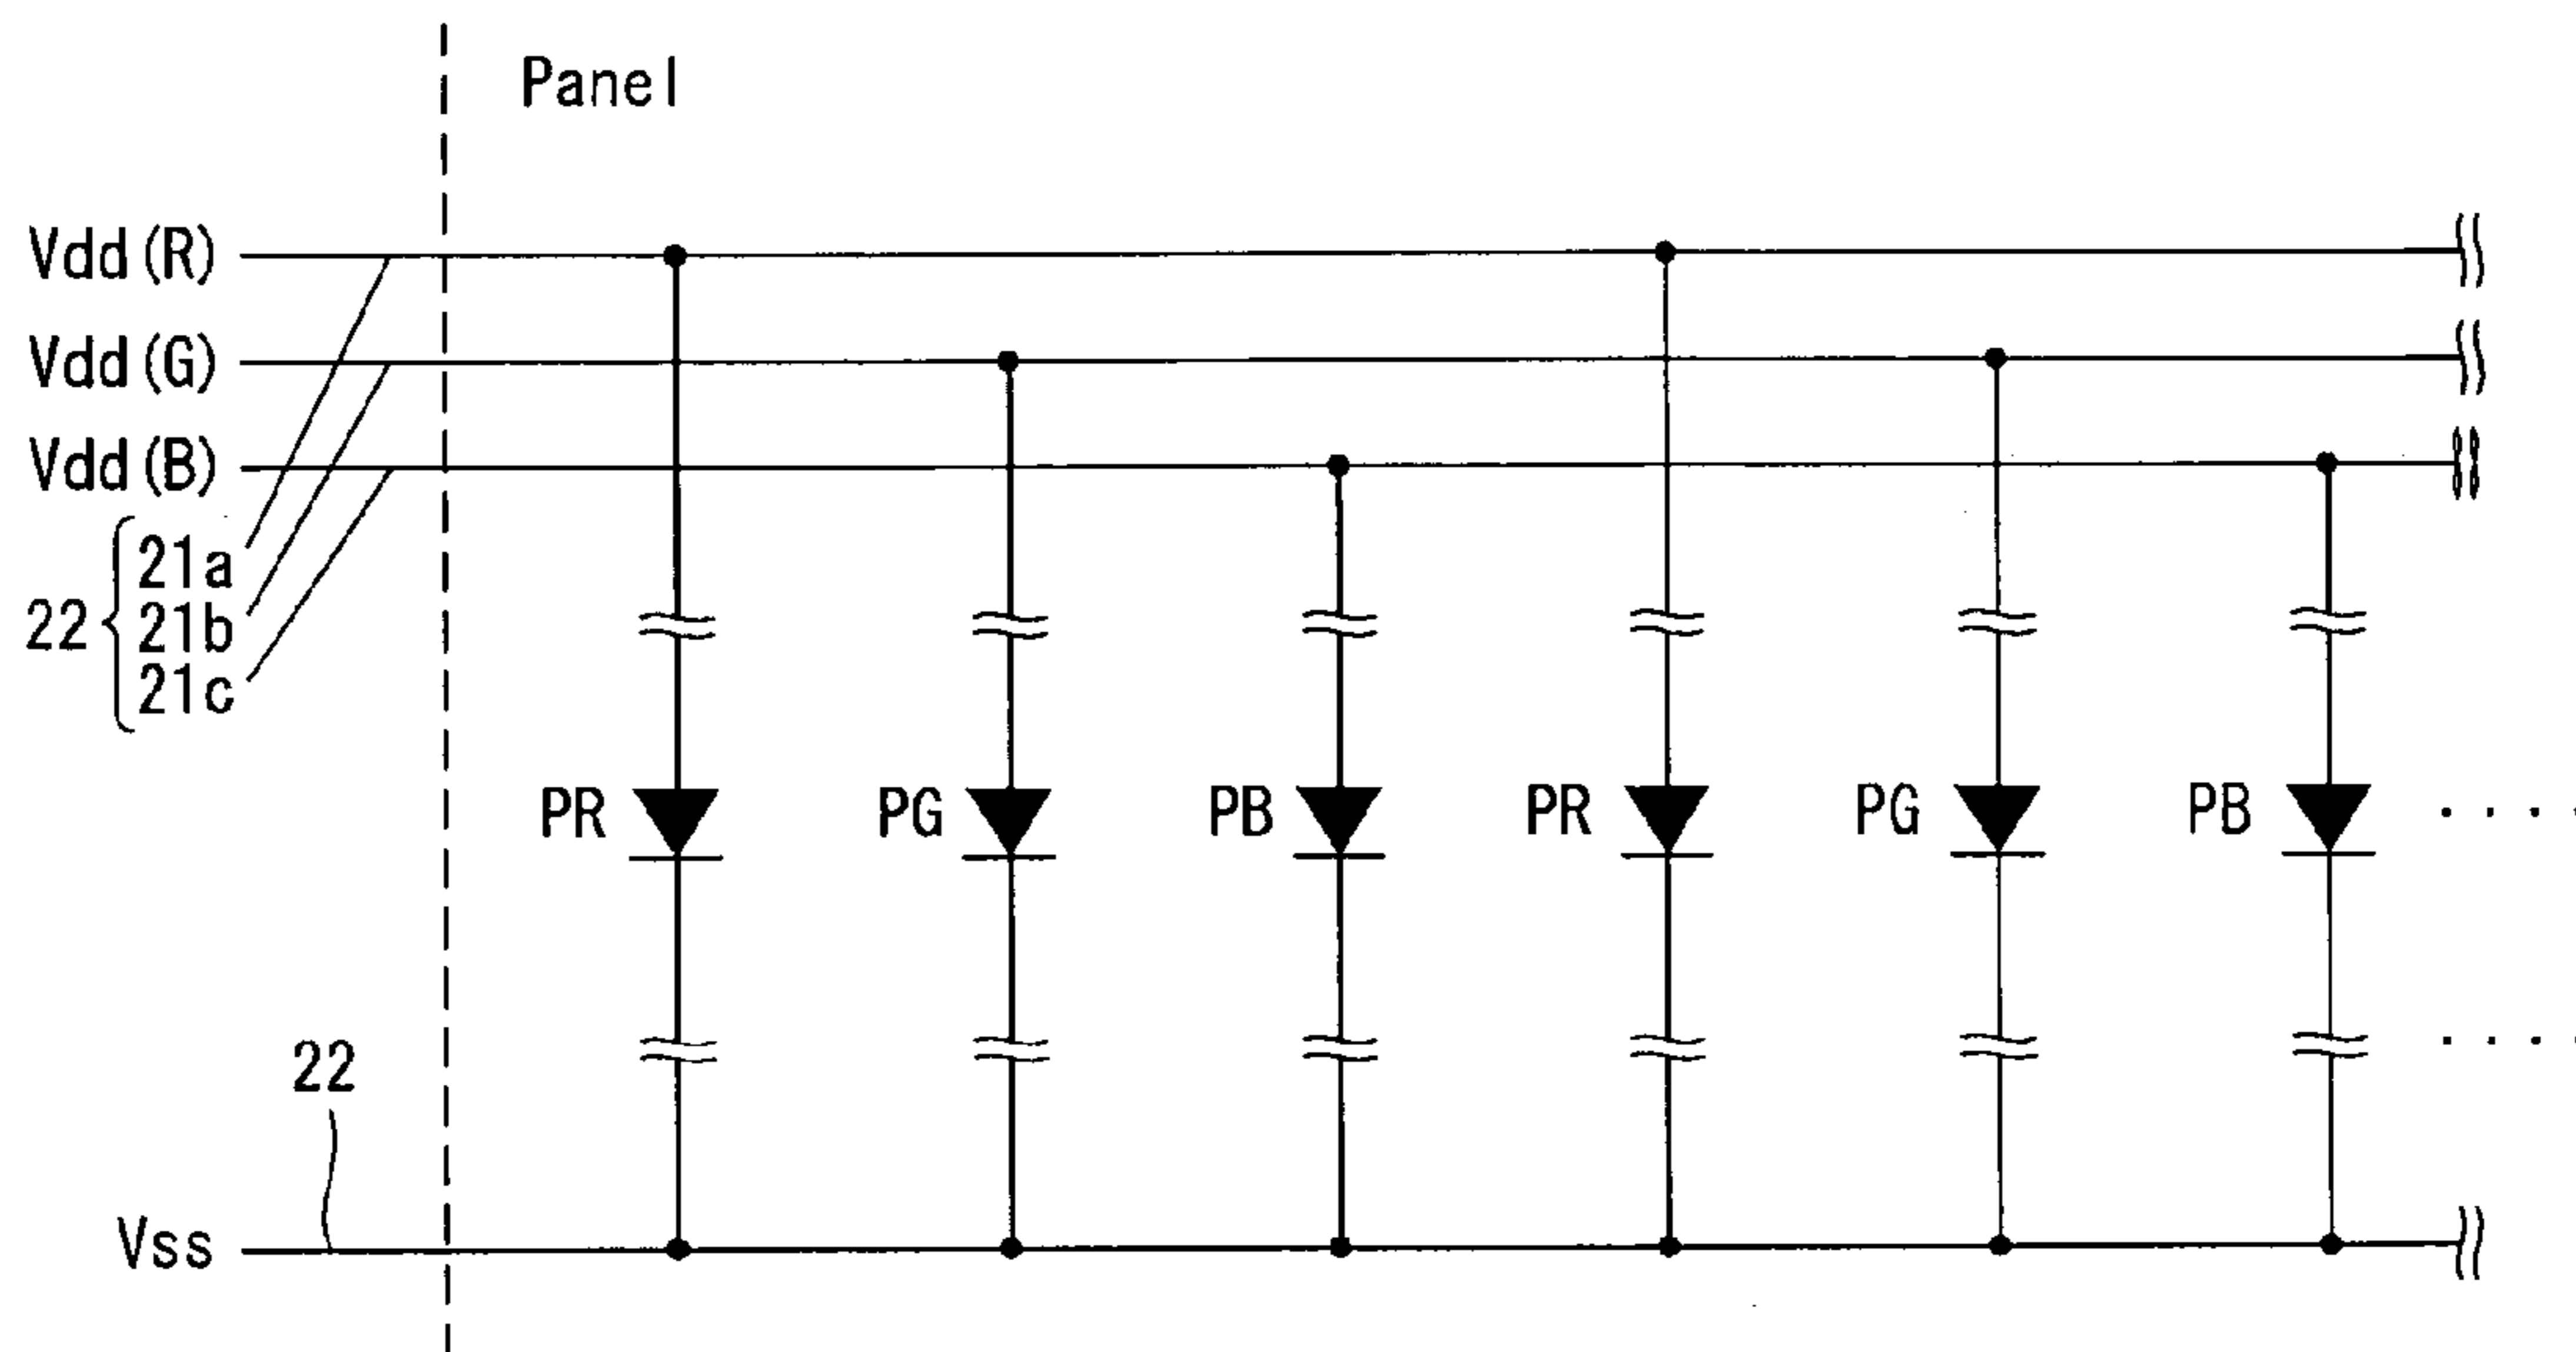 Panel
Vdd (R)
Vdd (G)
Vdd (B)
22
21a
21b
21c
PR PG PB PR PG PB . . . .
. . . .
22
Vss